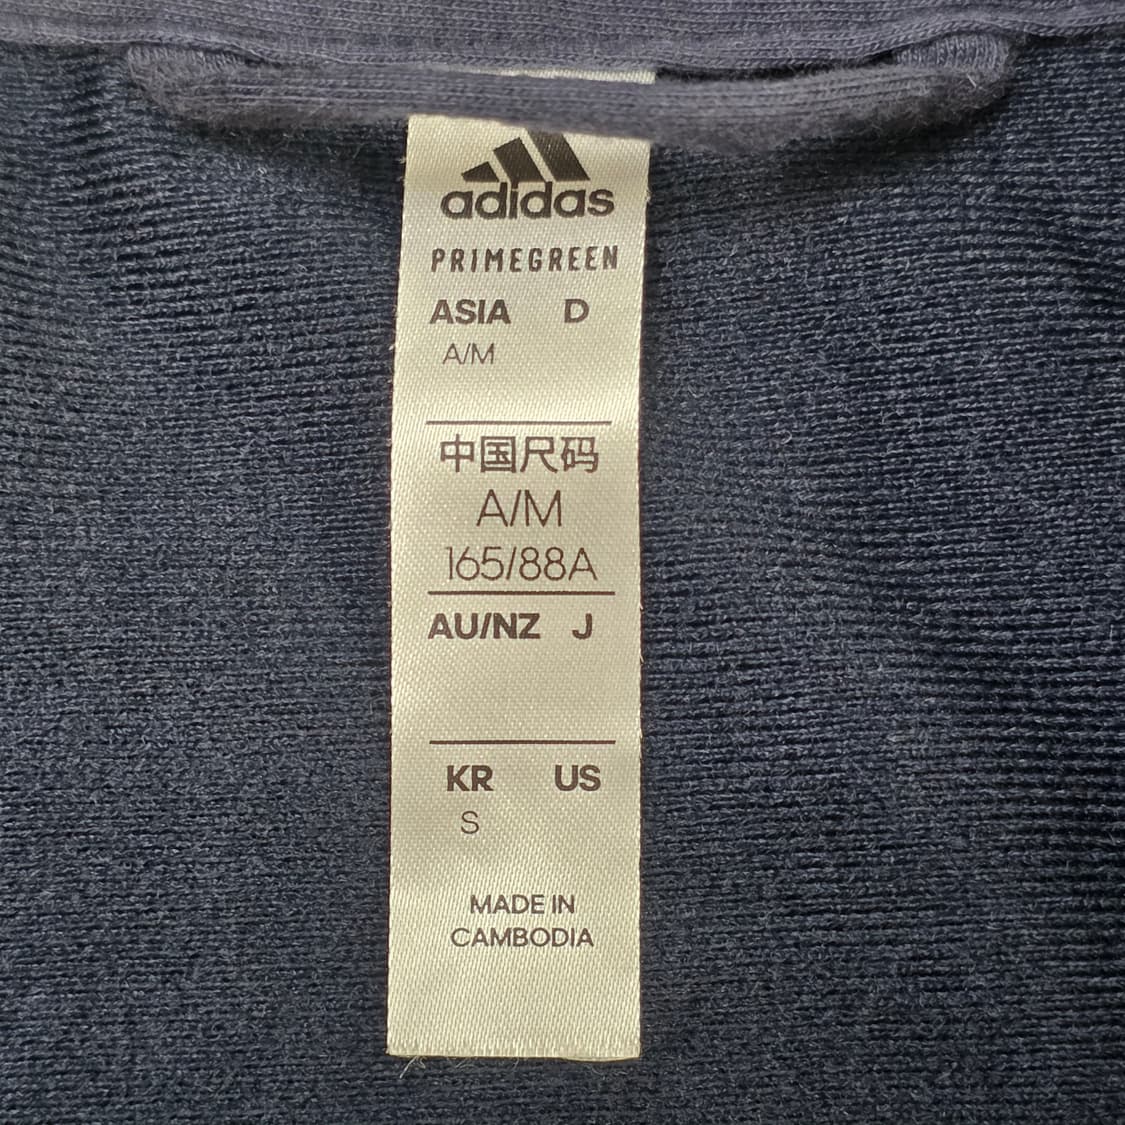 adidas
PRIMEGREEN
ASIA D
A/M
中国尺码
A/M
165/88A
AU/NZ J
KR US
S
MADE IN
CAMBODIA